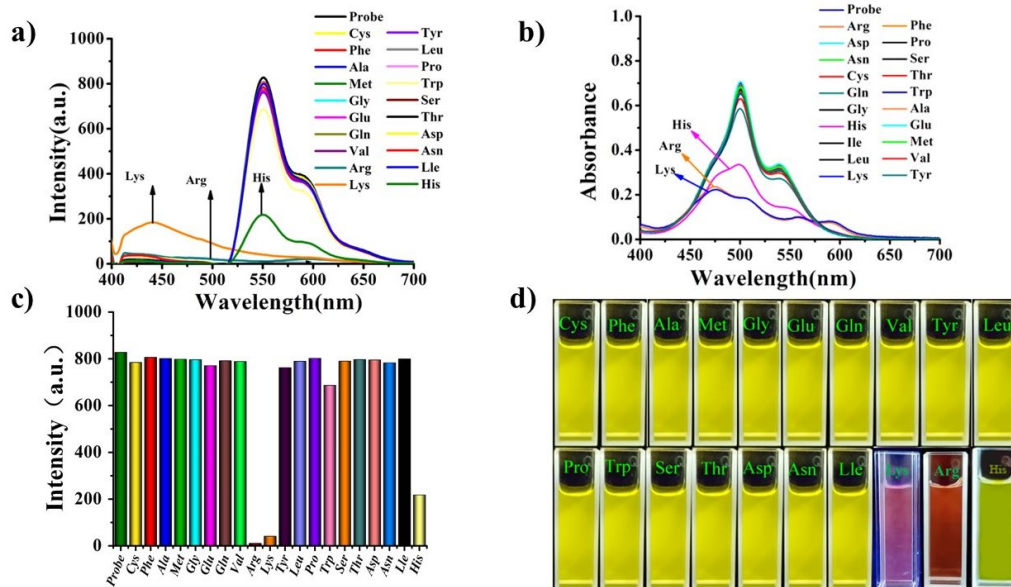 a)
Intensity(a.u.)
1000
800
600
400
200
0
Probe
Cys Tyr
Phe Leu
Ala Pro
Met Trp
Gly Ser
Glu Thr
Gln Asp
Val Asn
Arg Lle
Lys His
Lys
Arg
His
400 450 500 550 600 650 700
Wavelength(nm)
b)
Absorbance
1.0
0.8
0.6
0.4
0.2
0.0
Probe
Arg Phe
Asp Pro
Asn Ser
Cys Thr
Gln Trp
Gly Ala
His Glu
Ile Met
Leu Val
Lys Tyr
His
Arg
Lys
400 450 500 550 600 650 700
Wavelength(nm)
c)
Intensity (a.u.)
1000
800
600
400
200
0
Probe Cys Phe Ala Met Gly Glu Gln Val Arg Lys Tyr Leu Pro Trp Ser Thr Asp Asn Lle His
d)
Cys Phe Ala Met Gly Glu Gln Val Tyr Leu
Pro Trp Ser Thr Asp Asn Lle Lys Arg His